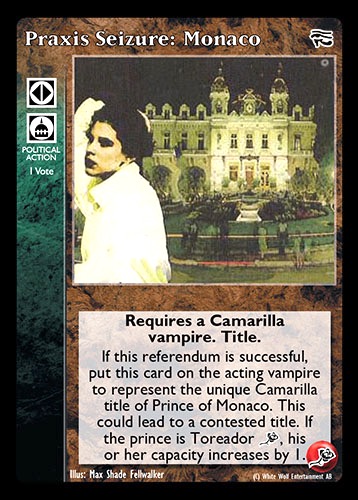 Praxis Seizure: Monaco
POLITICAL
ACTION
1 Vote
Requires a Camarilla
vampire. Title.
If this referendum is successful,
put this card on the acting vampire
to represent the unique Camarilla
title of Prince of Monaco. This
could lead to a contested title. If
the prince is Toreador , his
or her capacity increases by 1.
Illus: Max Shade Fellwalker
(C) White Wolf Entertainment AB